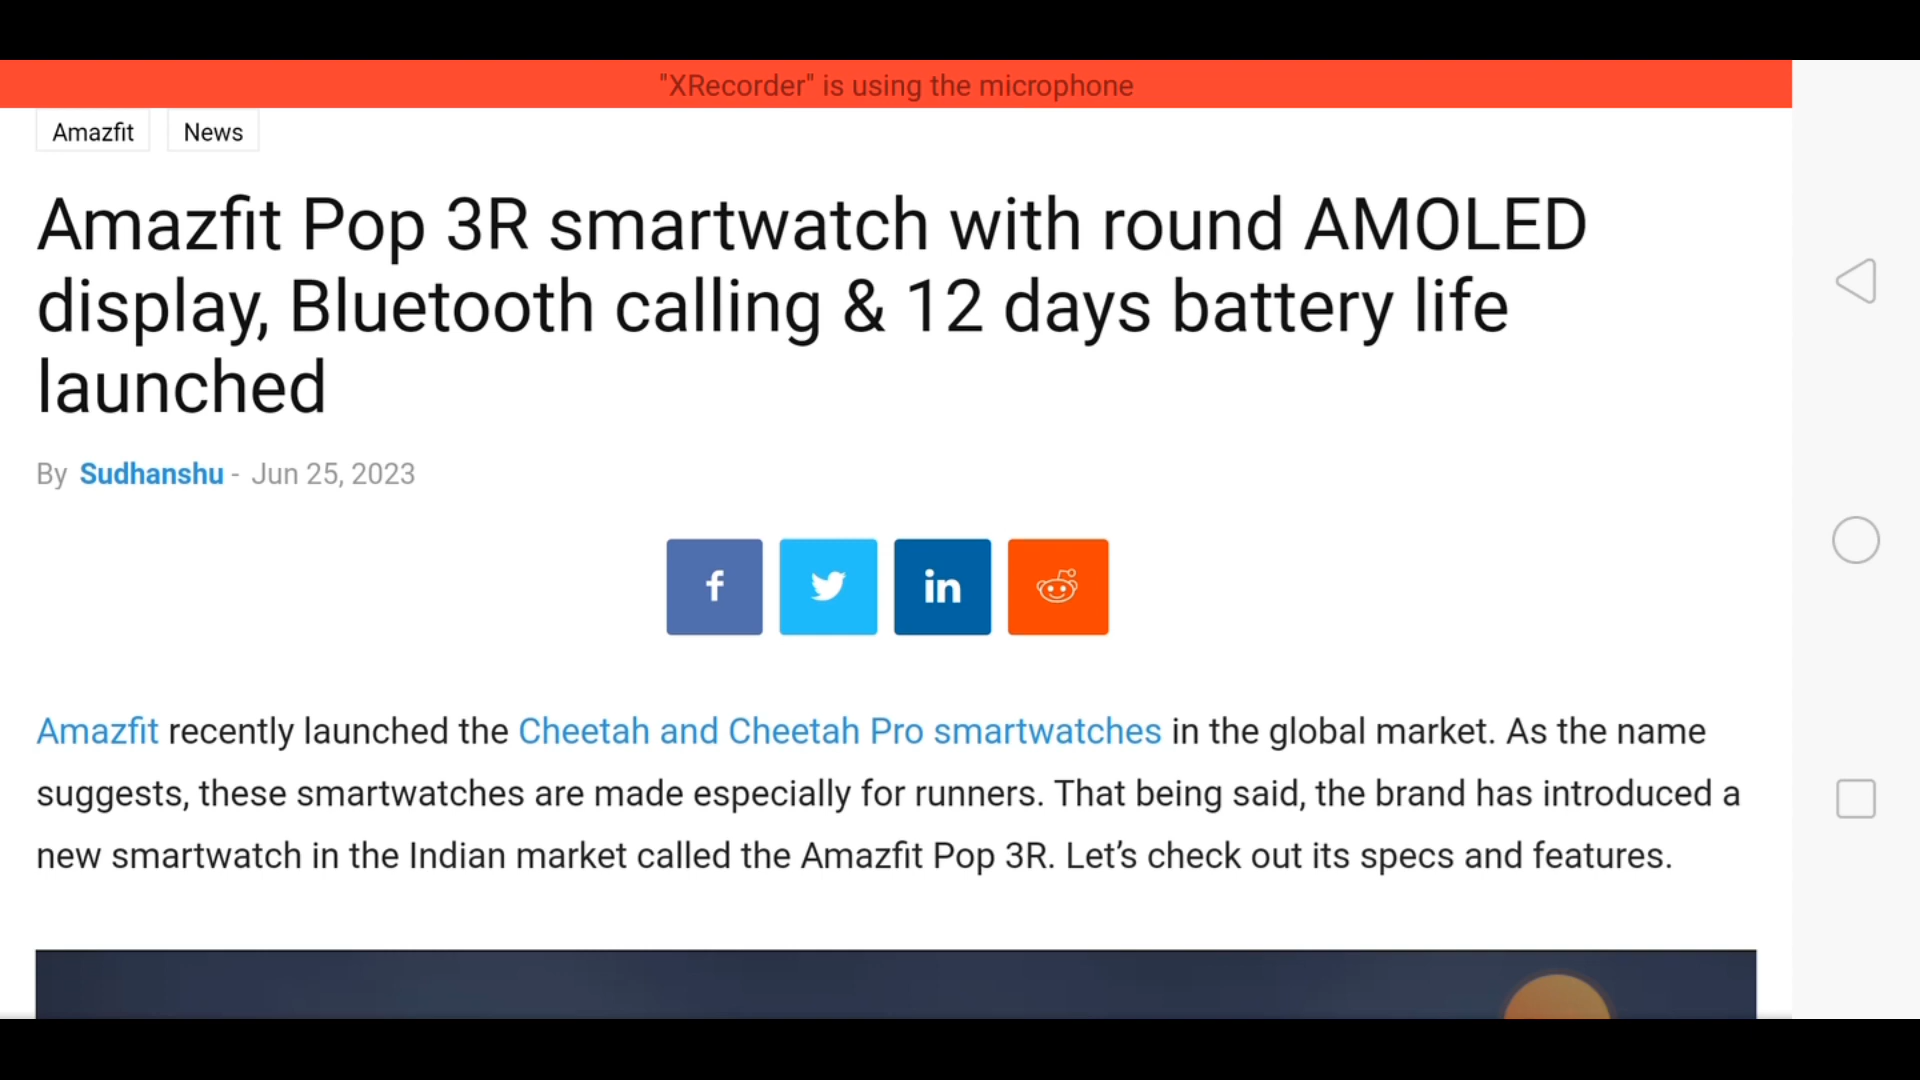 "XRecorder" is using the microphone
Amazfit News
Amazfit Pop 3R smartwatch with round AMOLED
display, Bluetooth calling & 12 days battery life
launched
By Sudhanshu - Jun 25, 2023
f in
Amazfit recently launched the Cheetah and Cheetah Pro smartwatches in the global market. As the name
suggests, these smartwatches are made especially for runners. That being said, the brand has introduced a
new smartwatch in the Indian market called the Amazfit Pop 3R. Let’s check out its specs and features.